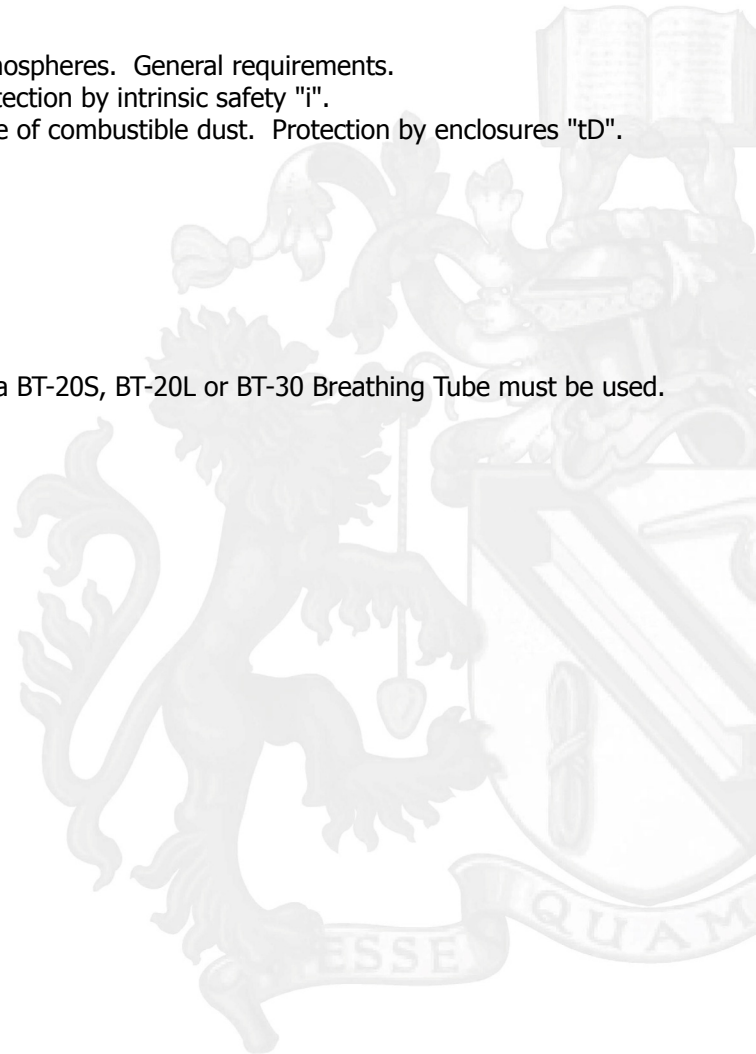 nospheres. General requirements.
tection by intrinsic safety "i".
e of combustible dust. Protection by enclosures "tD".
a BT-20S, BT-20L or BT-30 Breathing Tube must be used.
ESSE
QUAM